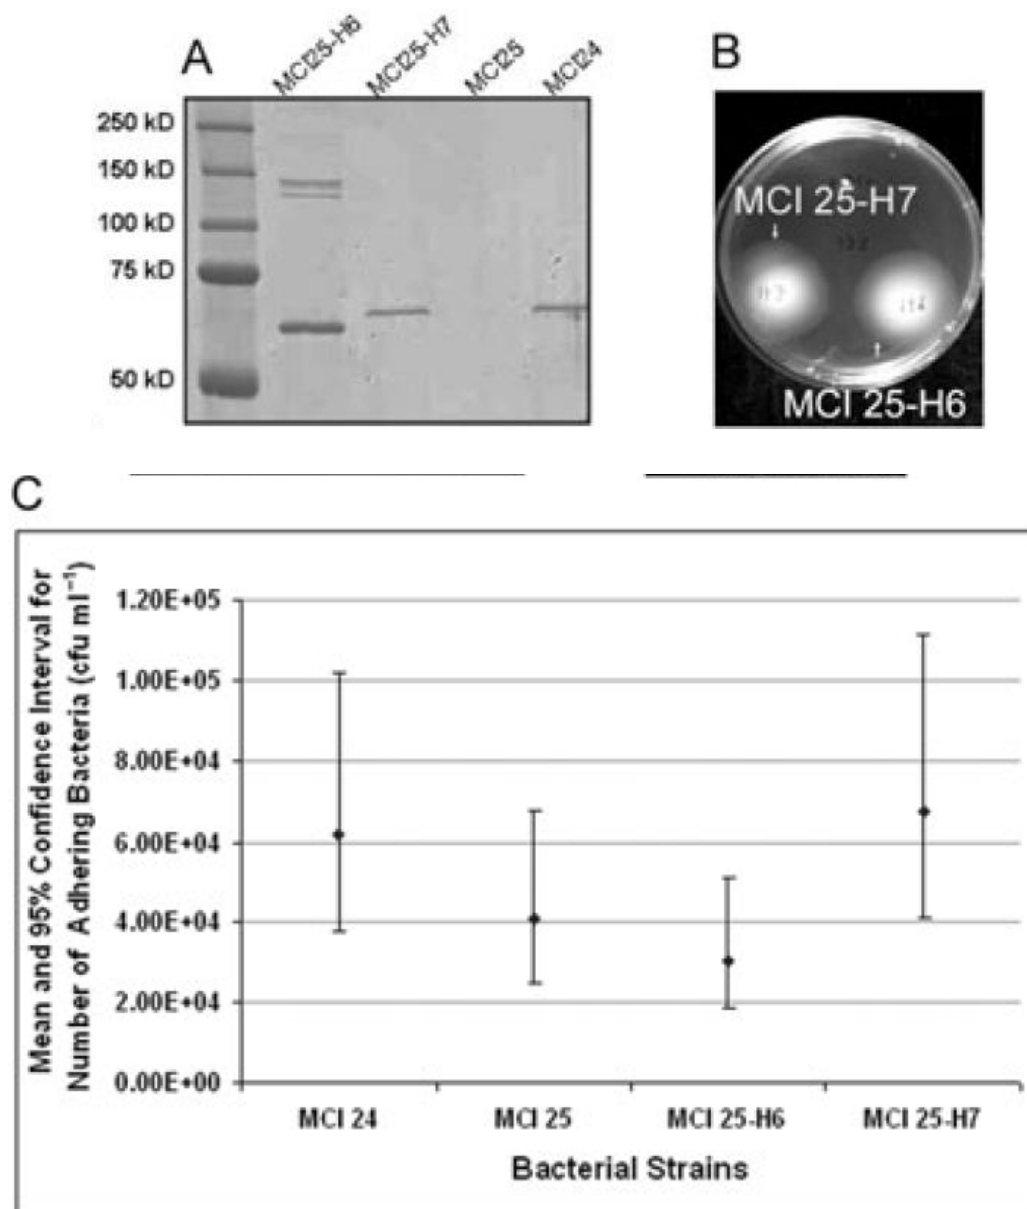 A
MCI25-H6
MCI25-H7
MCI25
MCI24
250 kD
150 kD
100 kD
75 kD
50 kD
B
MCI 25-H7
H7
H6
MCI 25-H6
C
Mean and 95% Confidence Interval for
Number of Adhering Bacteria (cfu ml⁻¹)
1.20E+05
1.00E+05
8.00E+04
6.00E+04
4.00E+04
2.00E+04
0.00E+00
MCI 24
MCI 25
MCI 25-H6
MCI 25-H7
Bacterial Strains